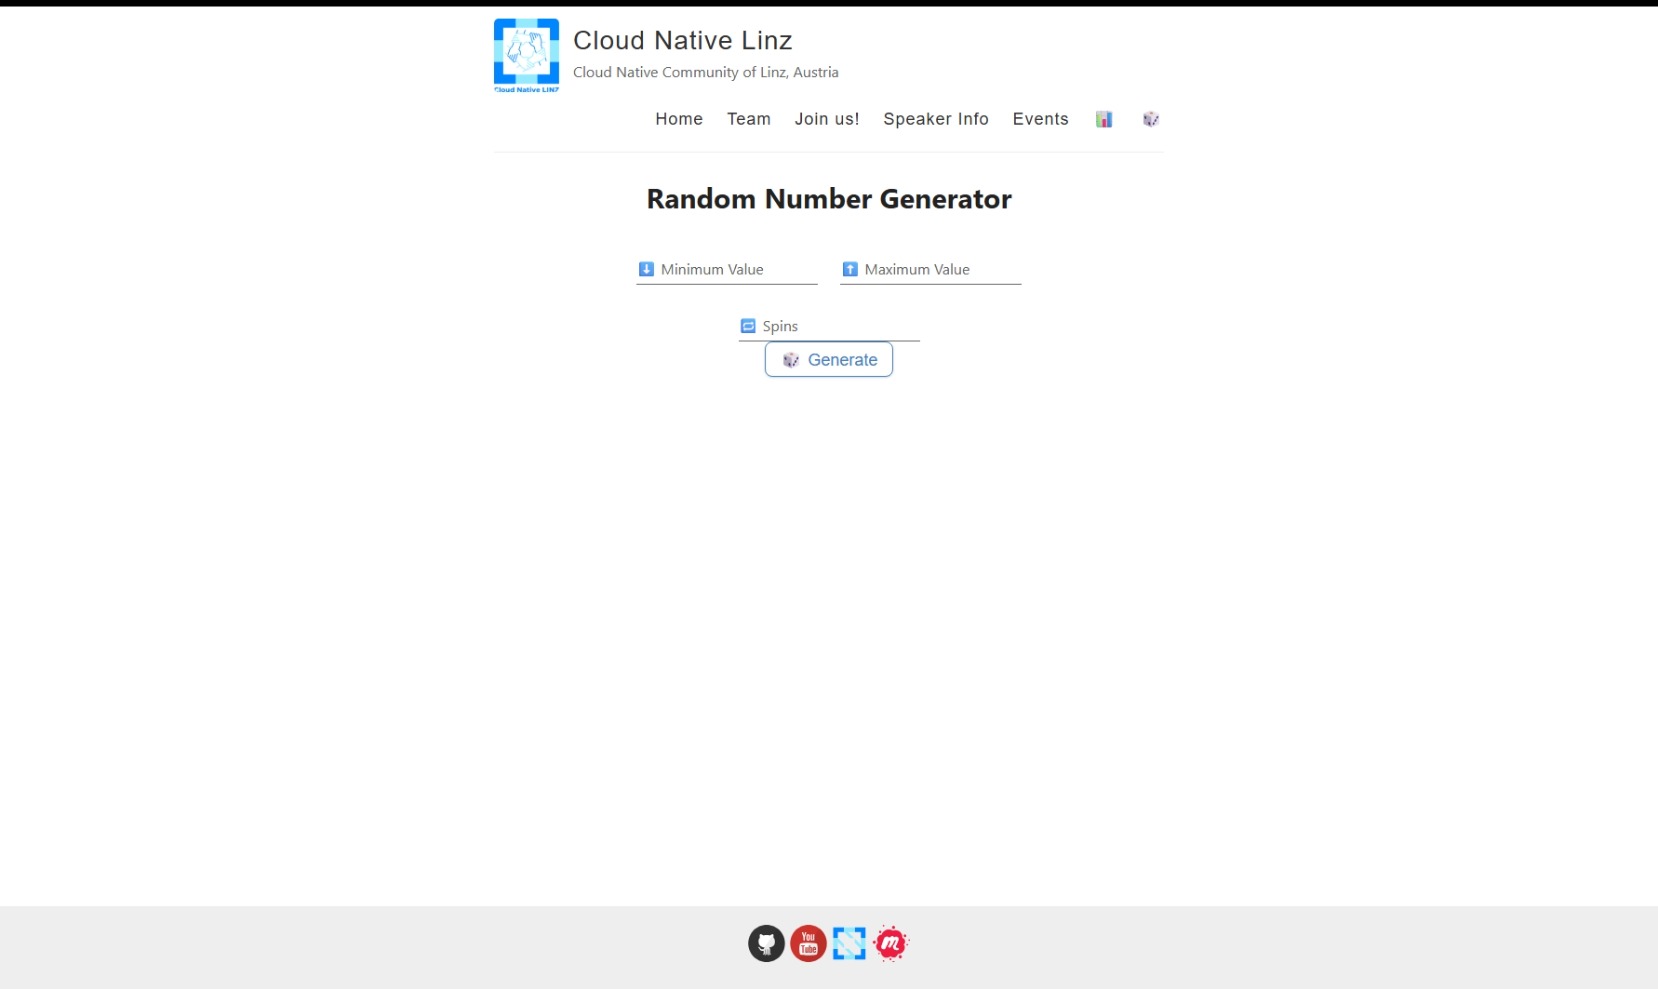 Cloud Native Linz
Cloud Native Community of Linz, Austria
Cloud Native LINZ
Home Team Join us! Speaker Info Events
Random Number Generator
Minimum Value Maximum Value
Spins
Generate
You
Tube
m